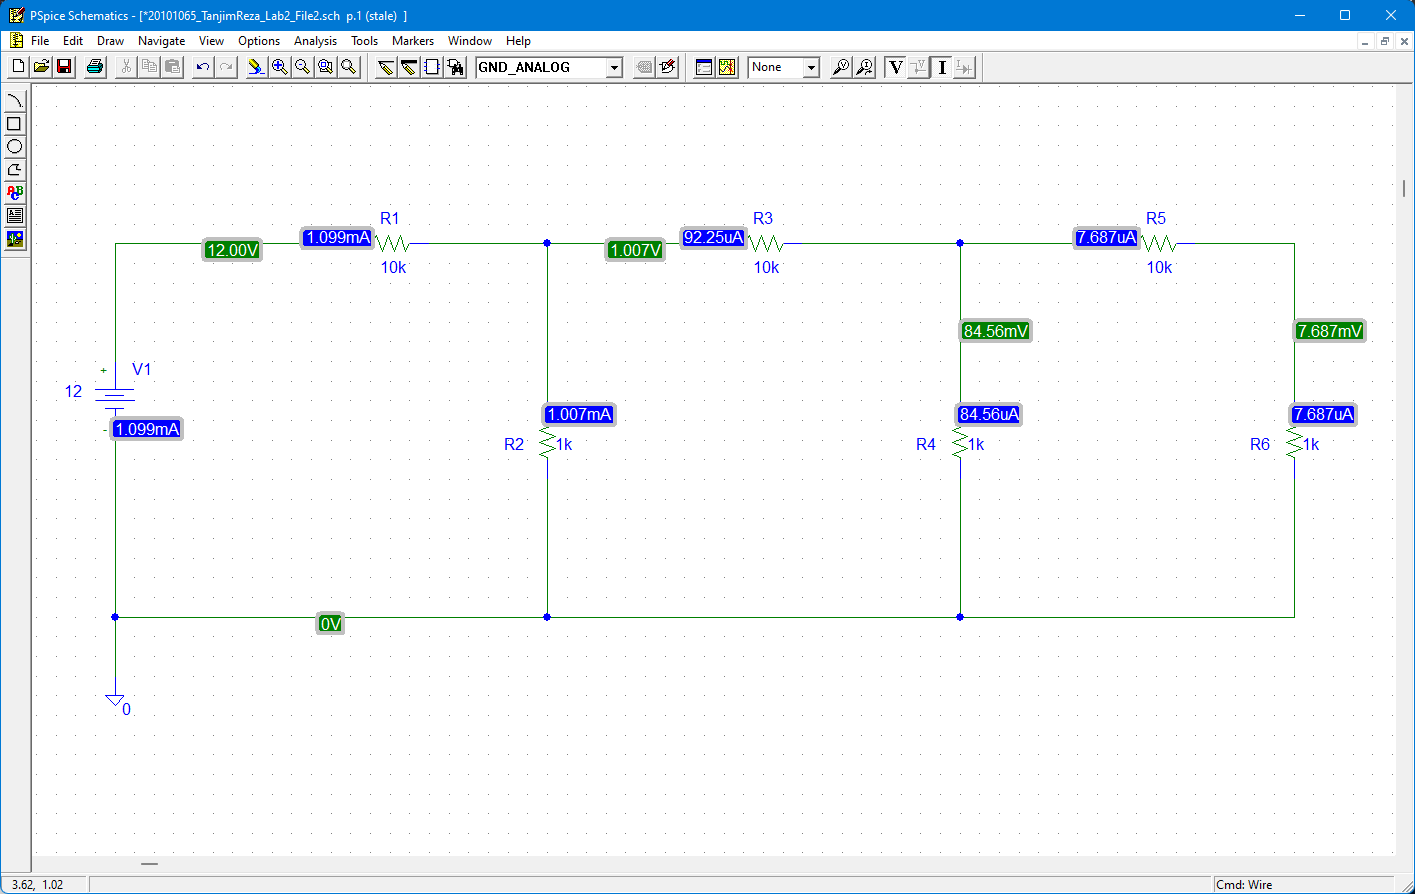 PSpice Schematics - [*20101065_TanjimReza_Lab2_File2.sch p.1 (stale) ]
File Edit Draw Navigate View Options Analysis Tools Markers Window Help
GND_ANALOG None V I
ABC
R1 R3 R5
1.099mA 92.25uA 7.687uA
12.00V 1.007V
10k 10k 10k
84.56mV 7.687mV
+ V1
12
1.007mA 84.56uA 7.687uA
- 1.099mA
R2 1k R4 1k R6 1k
0V
0
3.62, 1.02 Cmd: Wire